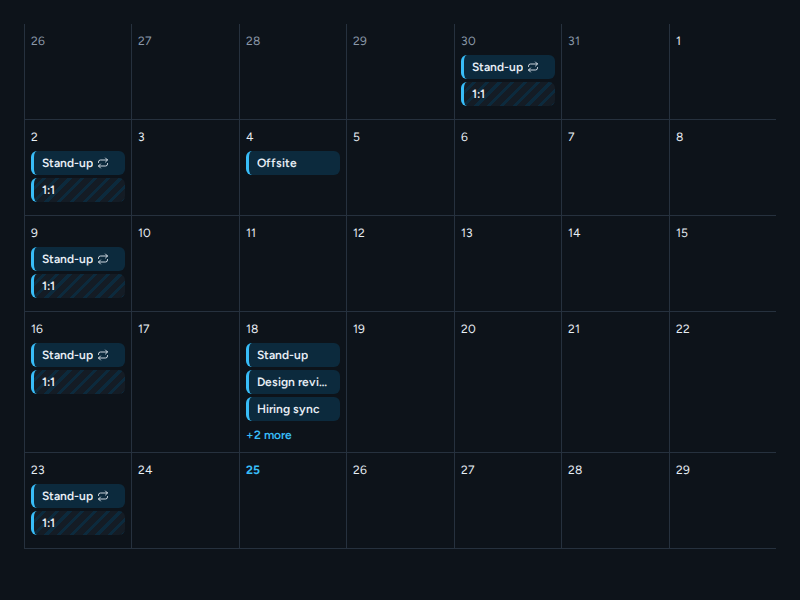 26 27 28 29 30 31 1
Stand-up
1:1
2 3 4 5 6 7 8
Stand-up Offsite
1:1
9 10 11 12 13 14 15
Stand-up
1:1
16 17 18 19 20 21 22
Stand-up Stand-up
1:1 Design revi...
Hiring sync
+2 more
23 24 25 26 27 28 29
Stand-up
1:1